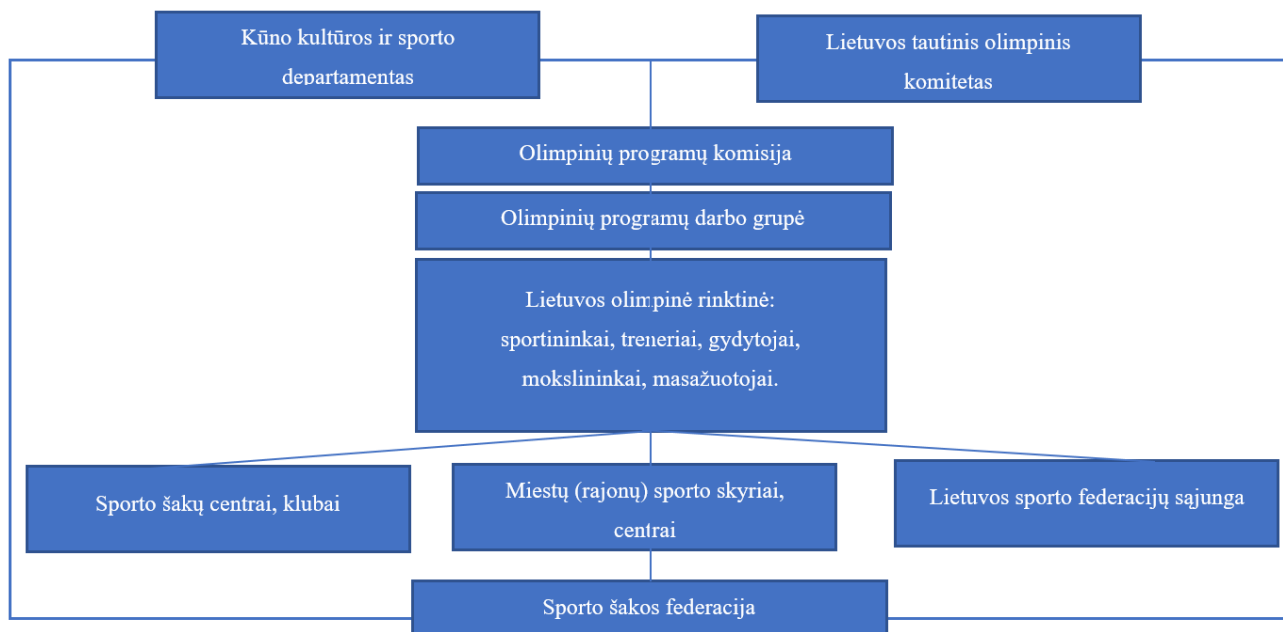 Kūno kultūros ir sporto
departamentas
Lietuvos tautinis olimpinis
komitetas
Olimpinių programų komisija
Olimpinių programų darbo grupė
Lietuvos olimpinė rinktinė:
sportininkai, treneriai, gydytojai,
mokslininkai, masažuotojai.
Sporto šakų centrai, klubai
Miestų (rajonų) sporto skyriai,
centrai
Lietuvos sporto federacijų sąjunga
Sporto šakos federacija